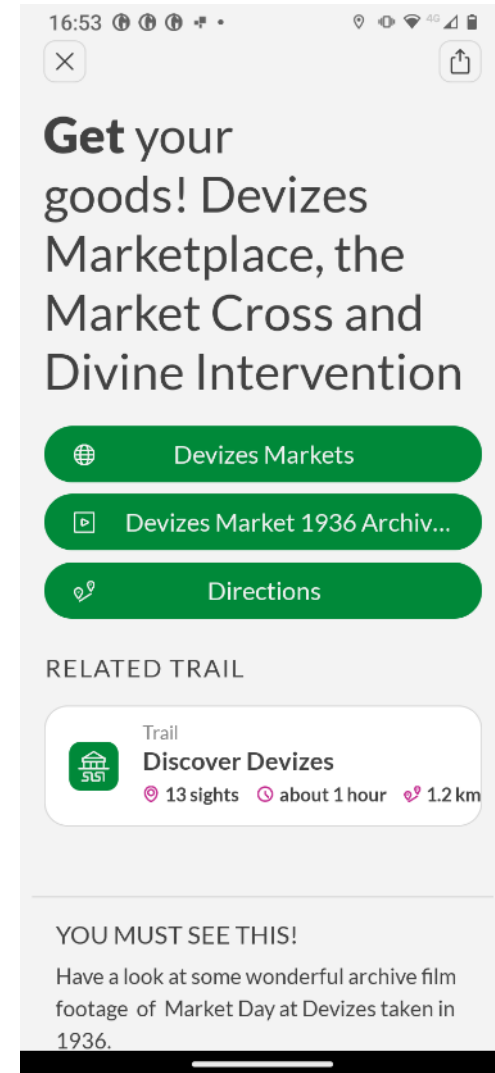 16:53
4G
Get your
goods! Devizes
Marketplace, the
Market Cross and
Divine Intervention
Devizes Markets
Devizes Market 1936 Archiv...
Directions
RELATED TRAIL
Trail
Discover Devizes
13 sights about 1 hour 1.2 km
YOU MUST SEE THIS!
Have a look at some wonderful archive film
footage of Market Day at Devizes taken in
1936.